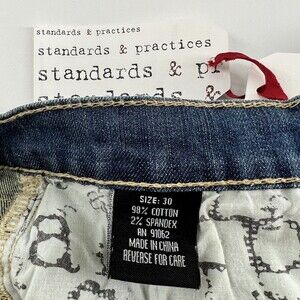 standards & practices
standards & practices
standards & pr
SIZE: 30
98% COTTON
2% SPANDEX
RN 91062
MADE IN CHINA
REVERSE FOR CARE